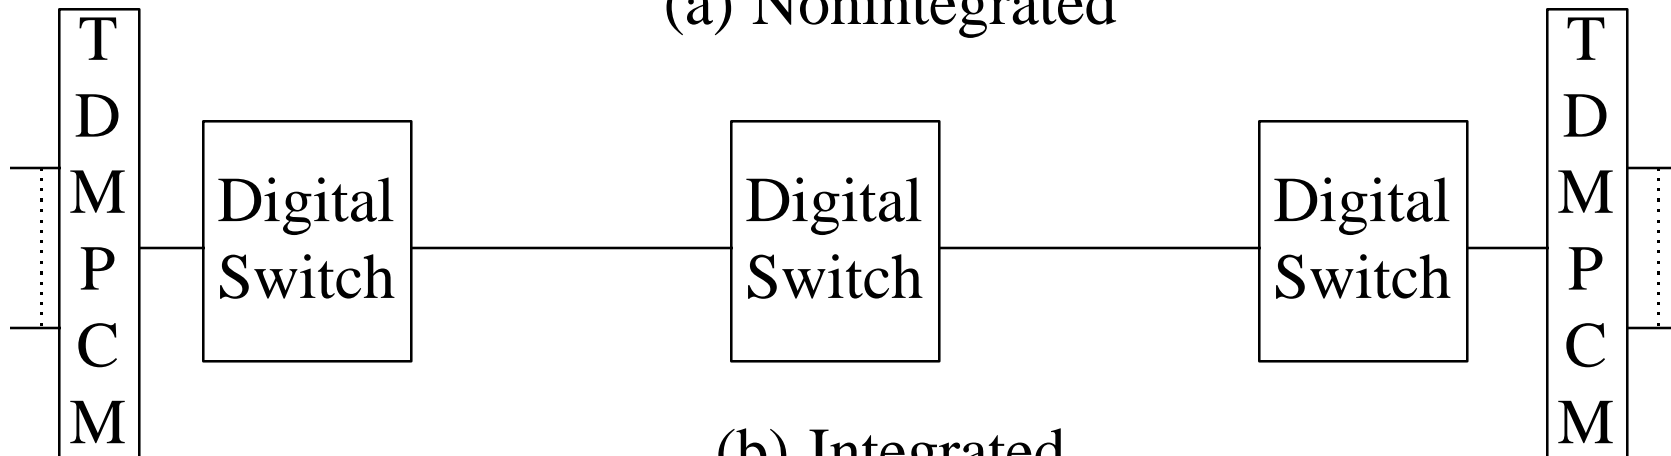 (a) Nonintegrated
T
D
M
P
C
M
Digital
Switch
Digital
Switch
Digital
Switch
T
D
M
P
C
M
(b) Integrated